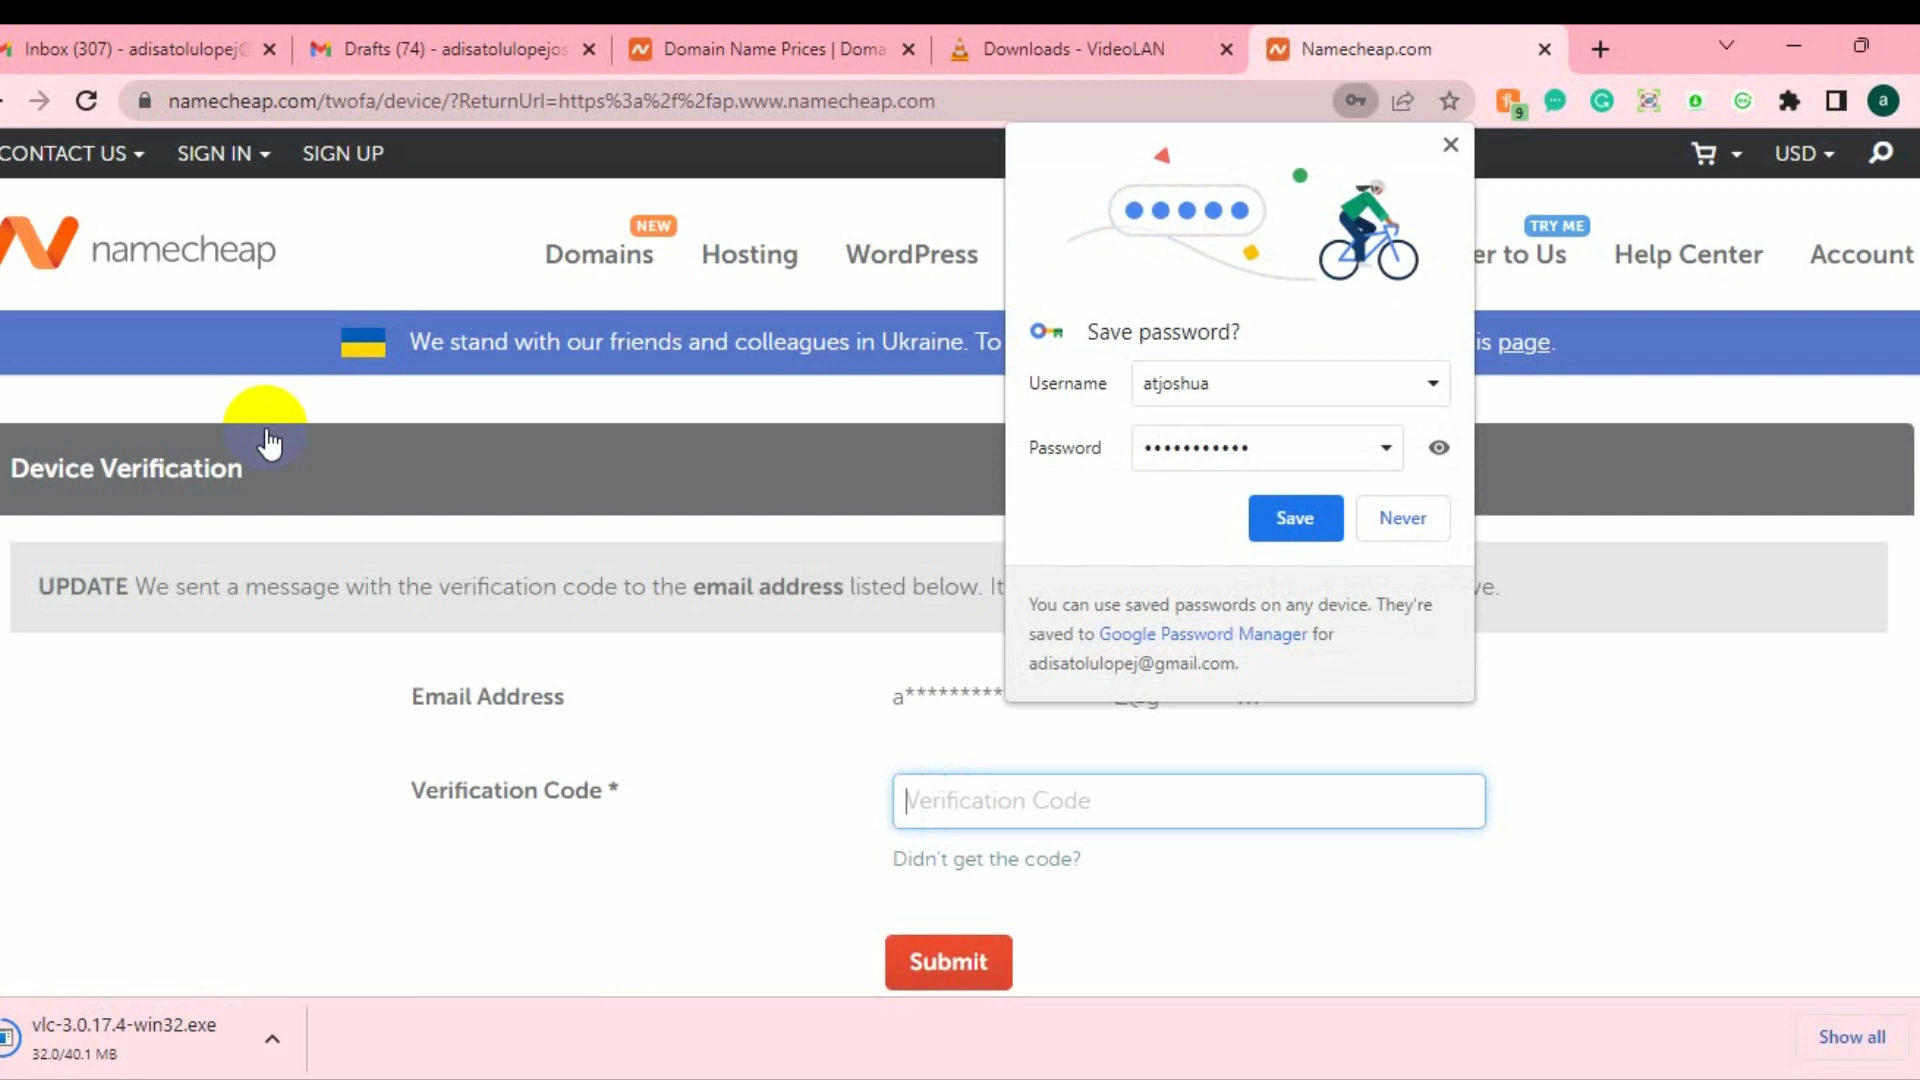 Inbox (307) - adisatolulopej@
Drafts (74) - adisatolulopejos
Domain Name Prices | Doma
Downloads - VideoLAN
Namecheap.com
namecheap.com/twofa/device/?ReturnUrl=https%3a%2f%2fap.www.namecheap.com
9
a
CONTACT US
SIGN IN
SIGN UP
USD
namecheap
NEW
Domains
Hosting
WordPress
TRY ME
er to Us
Help Center
Account
We stand with our friends and colleagues in Ukraine. To
is page.
Save password?
Username
atjoshua
Password
•••••••••••
Save
Never
You can use saved passwords on any device. They're
saved to Google Password Manager for
adisatolulopej@gmail.com.
Device Verification
UPDATE We sent a message with the verification code to the email address listed below. It
ve.
Email Address
a*********
Verification Code *
Verification Code
Didn't get the code?
Submit
vlc-3.0.17.4-win32.exe
32.0/40.1 MB
Show all